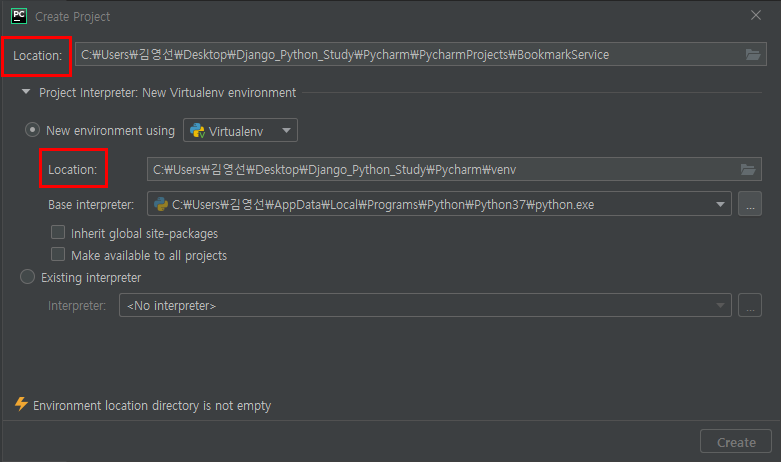 PC Create Project
Location: C:₩Users₩김영선₩Desktop₩Django_Python_Study₩Pycharm₩PycharmProjects₩BookmarkService
Project Interpreter: New Virtualenv environment
New environment using Virtualenv
Location: C:₩Users₩김영선₩Desktop₩Django_Python_Study₩Pycharm₩venv
Base interpreter: C:₩Users₩김영선₩AppData₩Local₩Programs₩Python₩Python37₩python.exe ...
Inherit global site-packages
Make available to all projects
Existing interpreter
Interpreter: <No interpreter> ...
Environment location directory is not empty
Create